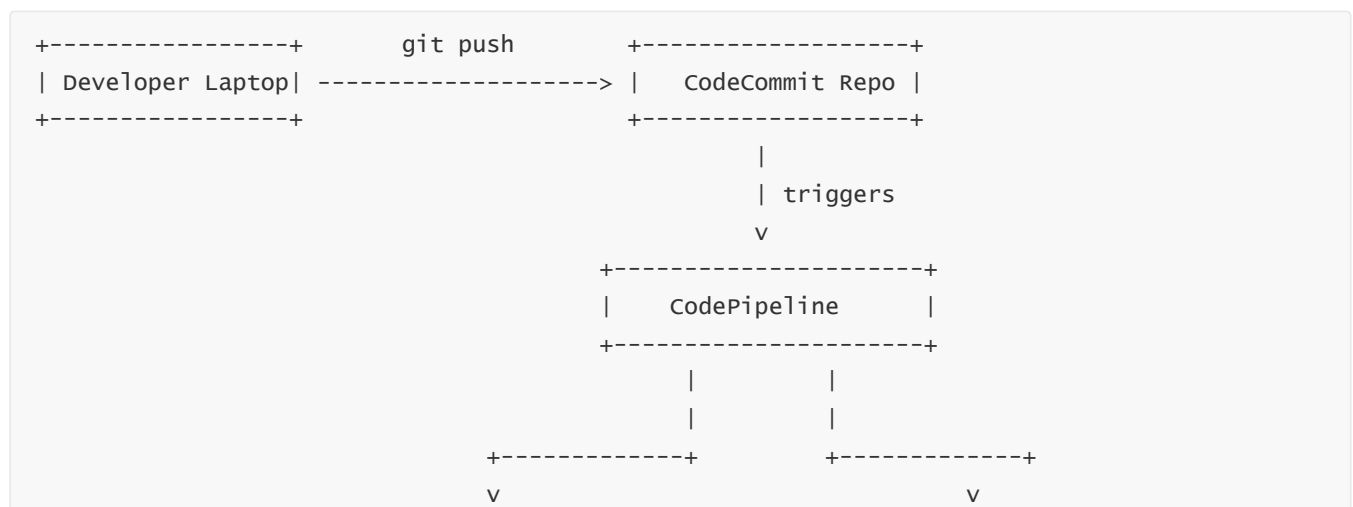 +-----------------+       git push        +-------------------+
| Developer Laptop| --------------------> |   CodeCommit Repo |
+-----------------+                       +-------------------+
                                                   |
                                                   | triggers
                                                   v
                                        +----------------------+
                                        |    CodePipeline      |
                                        +----------------------+
                                              |         |
                                              |         |
                                +-------------+         +-------------+
                                v                                 v